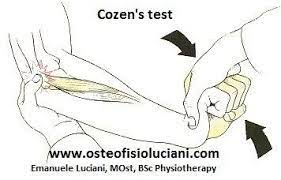 Cozen's test
www.osteofisioluciani.com
Emanuele Luciani, MOst, BSc Physiotherapy